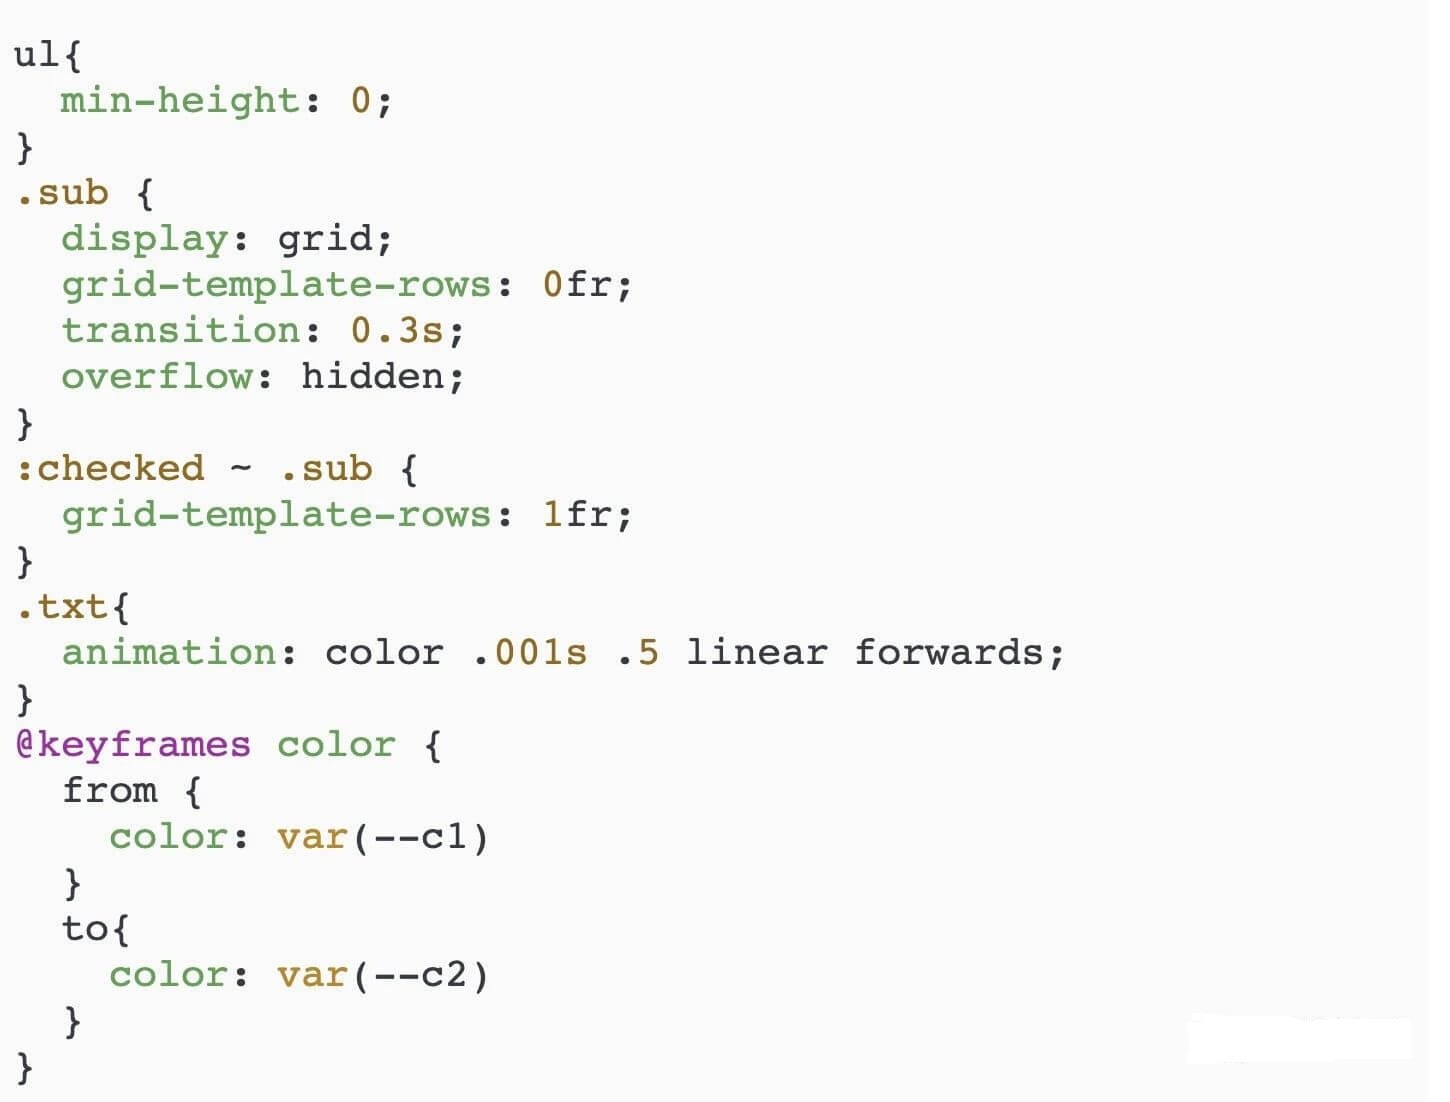 ul{
  min-height: 0;
}
.sub {
  display: grid;
  grid-template-rows: 0fr;
  transition: 0.3s;
  overflow: hidden;
}
:checked ~ .sub {
  grid-template-rows: 1fr;
}
.txt{
  animation: color .001s .5 linear forwards;
}
@keyframes color {
  from {
    color: var(--c1)
  }
  to{
    color: var(--c2)
  }
}